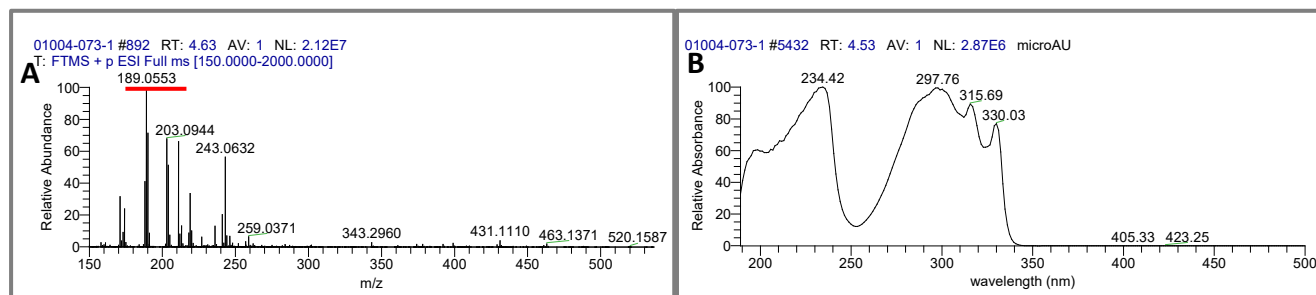 01004-073-1 #892 RT: 4.63 AV: 1 NL: 2.12E7
T: FTMS + p ESI Full ms [150.0000-2000.0000]
A
189.0553
203.0944
243.0632
259.0371
343.2960
431.1110
463.1371
520.1587
100
80
60
40
20
0
Relative Abundance
150 200 250 300 350 400 450 500
m/z
01004-073-1 #5432 RT: 4.53 AV: 1 NL: 2.87E6 microAU
B
234.42
297.76
315.69
330.03
405.33
423.25
100
80
60
40
20
0
Relative Absorbance
200 250 300 350 400 450 500
wavelength (nm)